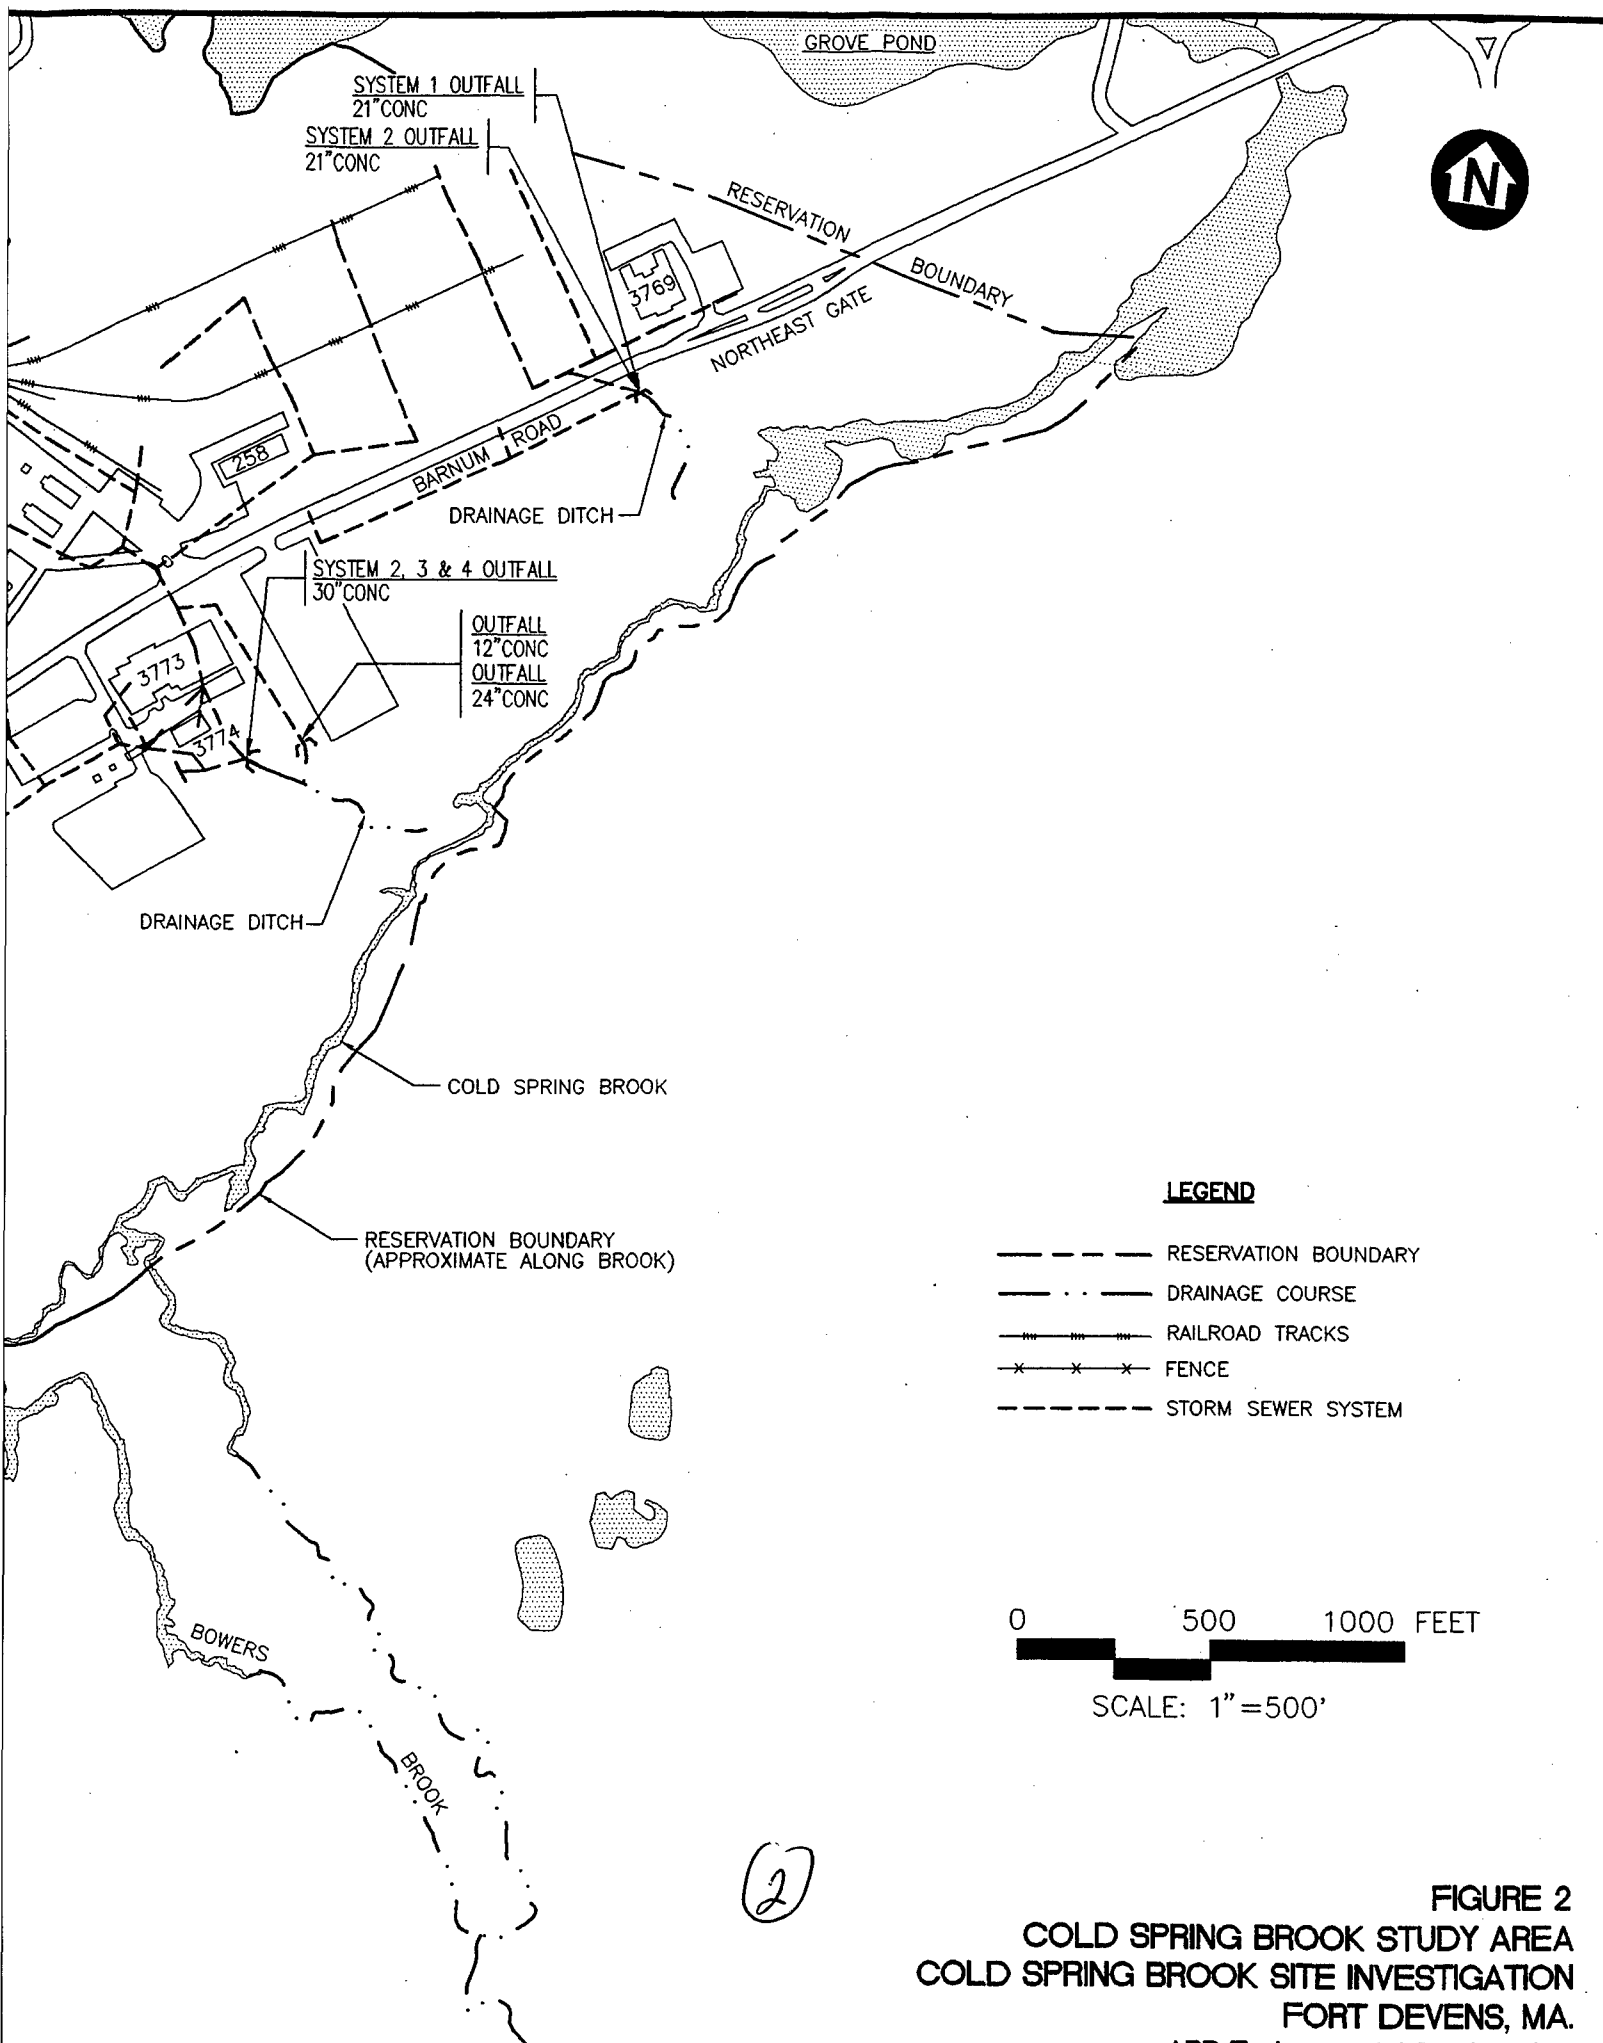 GROVE POND
SYSTEM 1 OUTFALL
21"CONC
SYSTEM 2 OUTFALL
21"CONC
N
RESERVATION
BOUNDARY
3769
NORTHEAST GATE
258
BARNUM ROAD
DRAINAGE DITCH
SYSTEM 2, 3 & 4 OUTFALL
30"CONC
OUTFALL
12"CONC
OUTFALL
24"CONC
3773
3774
DRAINAGE DITCH
COLD SPRING BROOK
RESERVATION BOUNDARY
(APPROXIMATE ALONG BROOK)
LEGEND
RESERVATION BOUNDARY
DRAINAGE COURSE
RAILROAD TRACKS
FENCE
STORM SEWER SYSTEM
BOWERS
BROOK
0 500 1000 FEET
SCALE: 1"=500'
2
FIGURE 2
COLD SPRING BROOK STUDY AREA
COLD SPRING BROOK SITE INVESTIGATION
FORT DEVENS, MA.